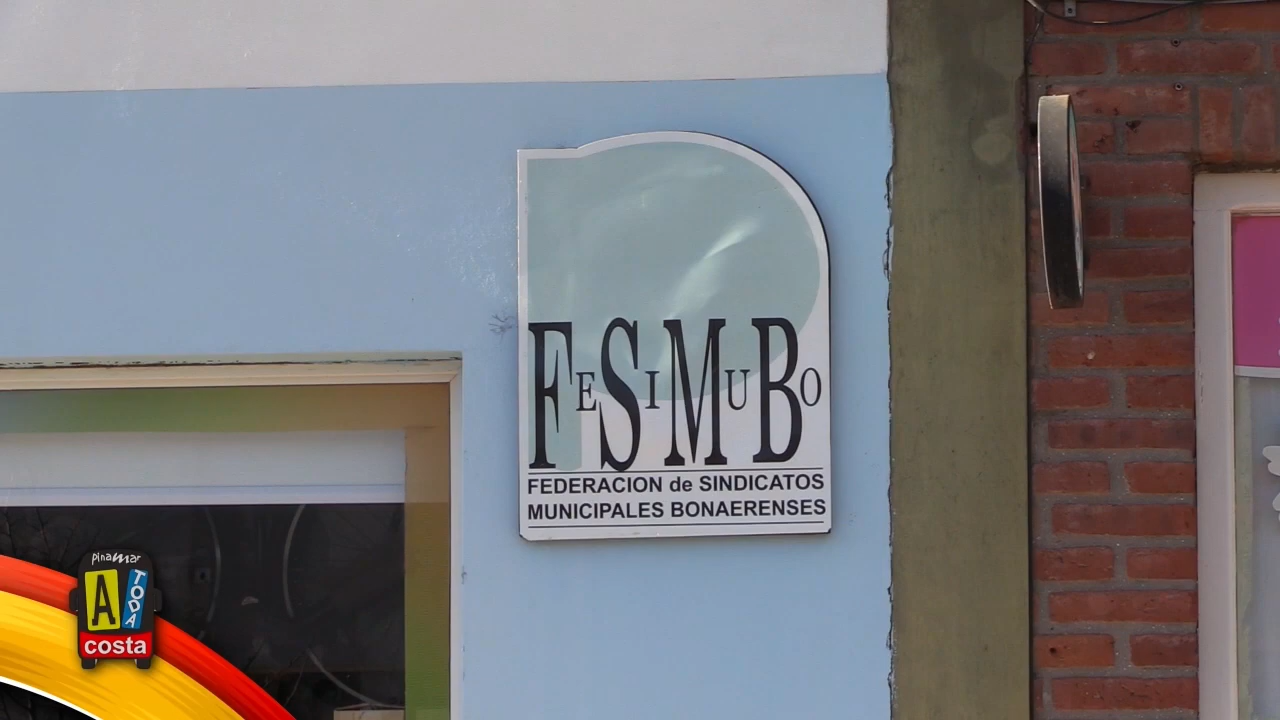 FESIMUBO
FEDERACION de SINDICATOS
MUNICIPALES BONAERENSES
pinamar
A TODA
costa